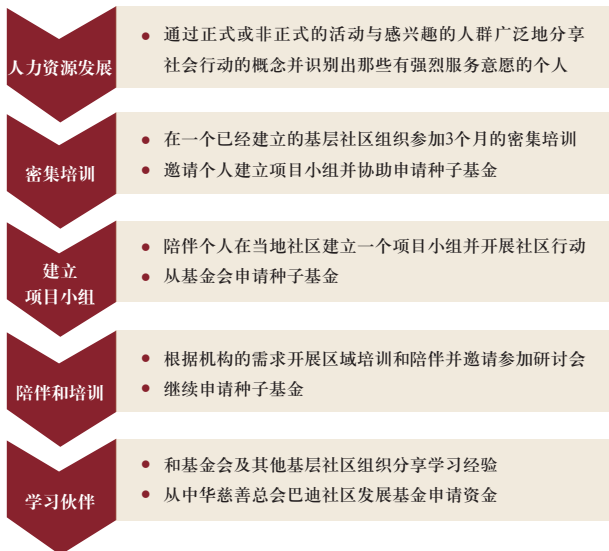 人力资源发展
● 通过正式或非正式的活动与感兴趣的人群广泛地分享
社会行动的概念并识别出那些有强烈服务意愿的个人
密集培训
● 在一个已经建立的基层社区组织参加3个月的密集培训
● 邀请个人建立项目小组并协助申请种子基金
建立
项目小组
● 陪伴个人在当地社区建立一个项目小组并开展社区行动
● 从基金会申请种子基金
陪伴和培训
● 根据机构的需求开展区域培训和陪伴并邀请参加研讨会
● 继续申请种子基金
学习伙伴
● 和基金会及其他基层社区组织分享学习经验
● 从中华慈善总会巴迪社区发展基金申请资金